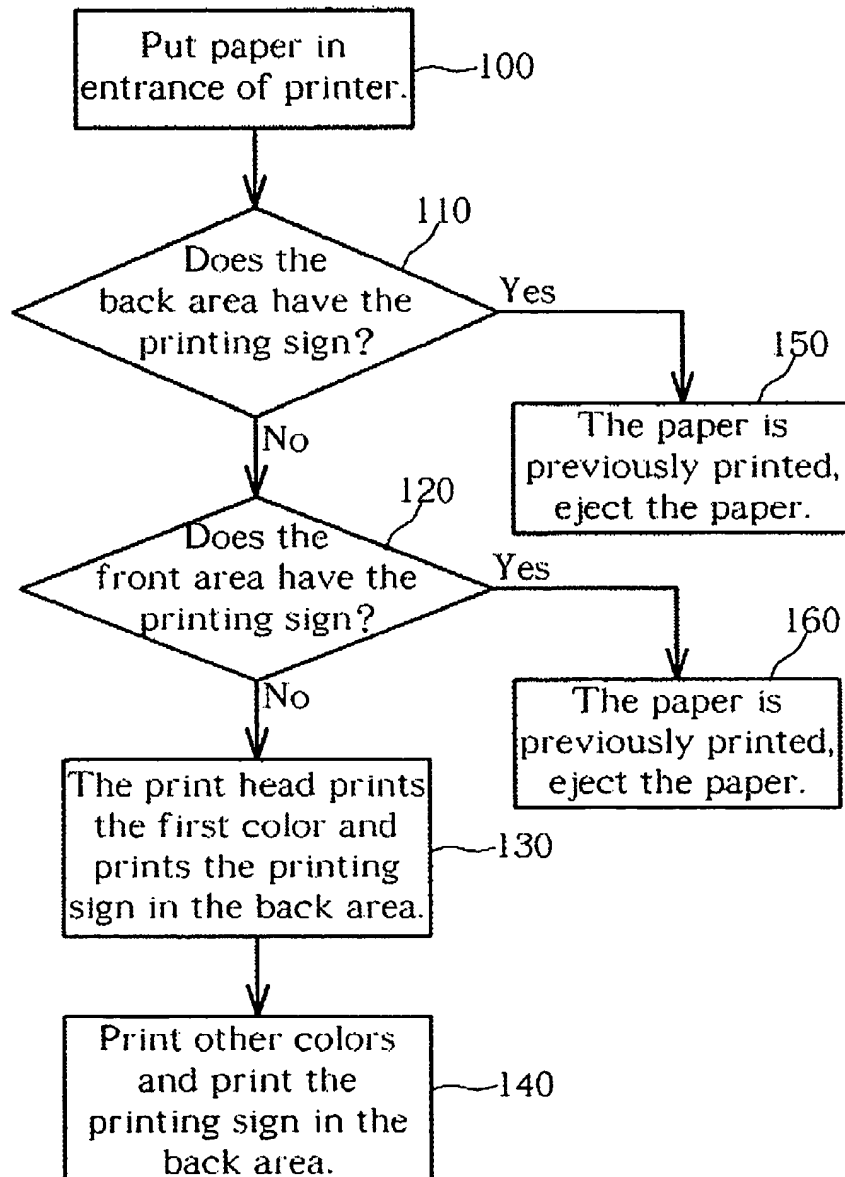 Put paper in
entrance of printer.
100
110
Does the
back area have the
printing sign?
Yes
No
150
The paper is
previously printed,
eject the paper.
120
Does the
front area have the
printing sign?
Yes
No
160
The paper is
previously printed,
eject the paper.
The print head prints
the first color and
prints the printing
sign in the back area.
130
Print other colors
and print the
printing sign in the
back area.
140